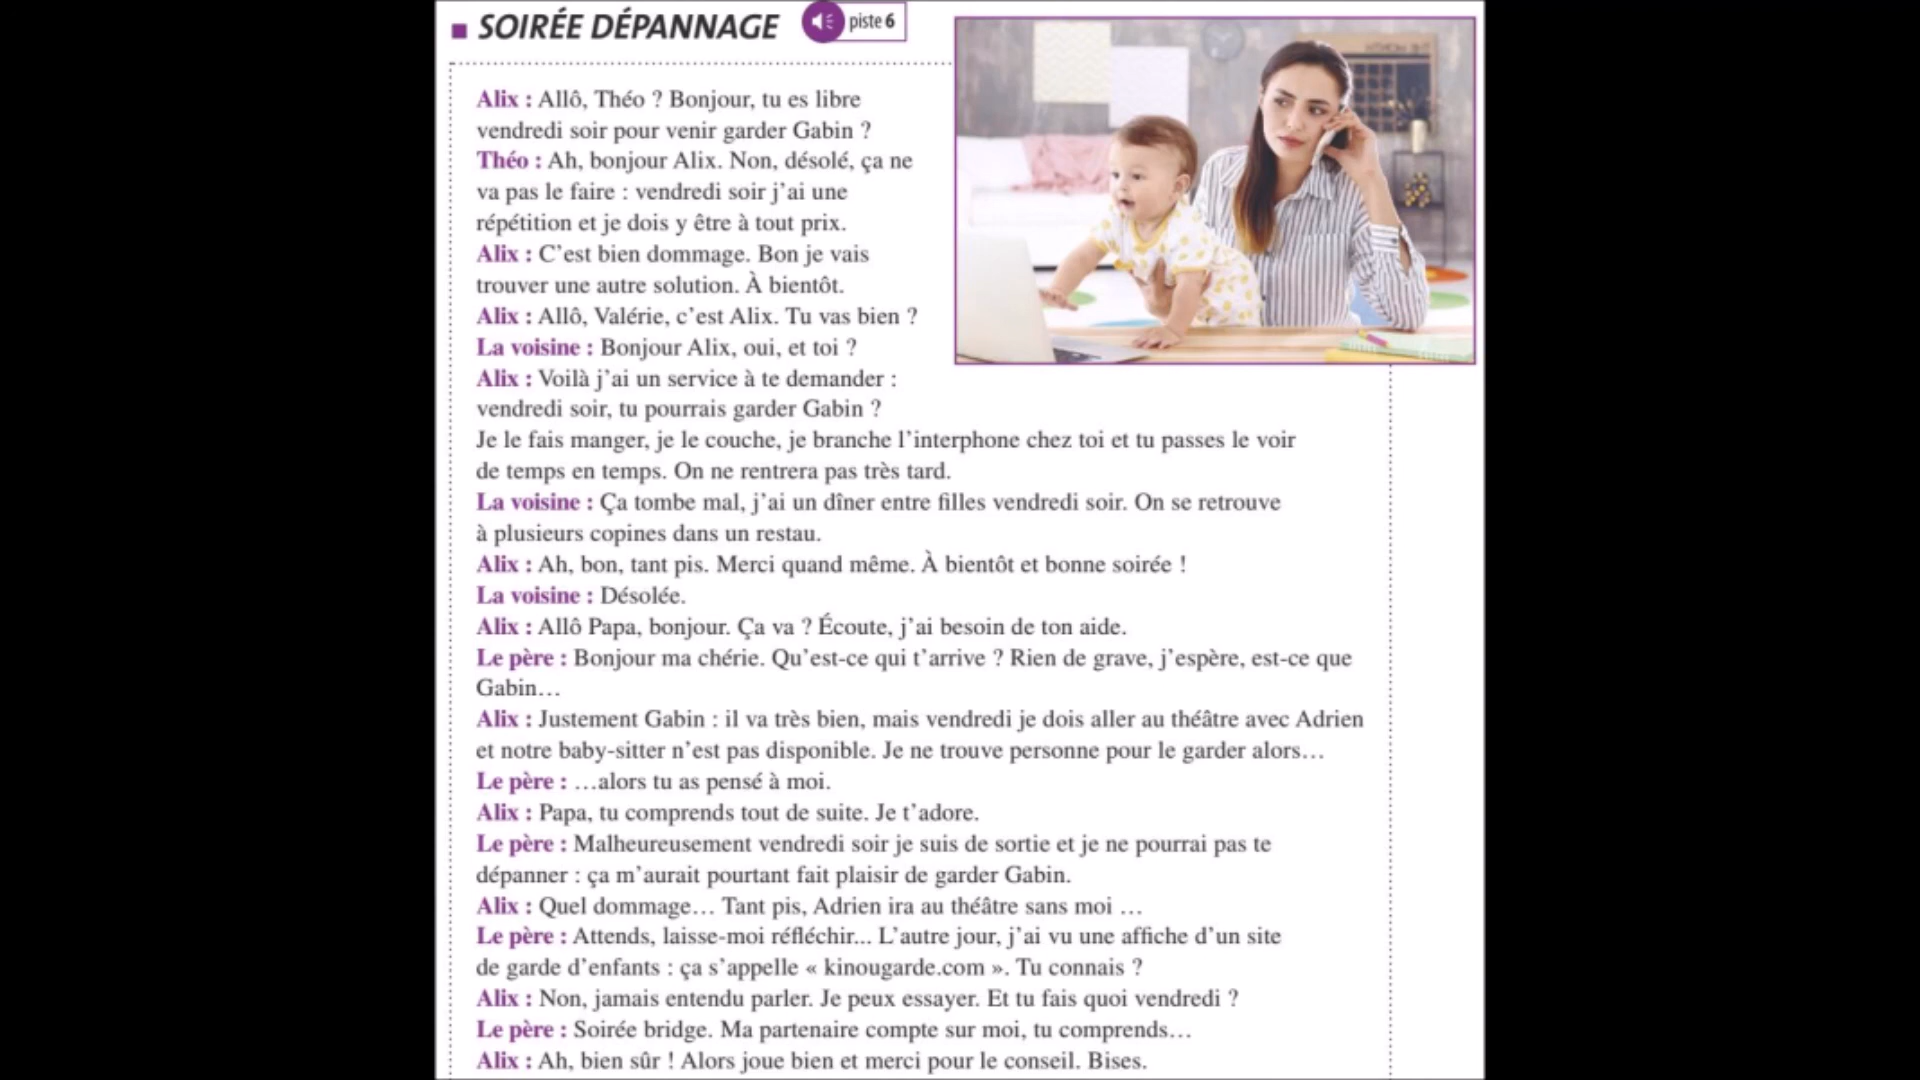 SOIRÉE DÉPANNAGE piste 6
Alix : Allô, Théo ? Bonjour, tu es libre
vendredi soir pour venir garder Gabin ?
Théo : Ah, bonjour Alix. Non, désolé, ça ne
va pas le faire : vendredi soir j’ai une
répétition et je dois y être à tout prix.
Alix : C’est bien dommage. Bon je vais
trouver une autre solution. À bientôt.
Alix : Allô, Valérie, c’est Alix. Tu vas bien ?
La voisine : Bonjour Alix, oui, et toi ?
Alix : Voilà j’ai un service à te demander :
vendredi soir, tu pourrais garder Gabin ?
Je le fais manger, je le couche, je branche l’interphone chez toi et tu passes le voir
de temps en temps. On ne rentrera pas très tard.
La voisine : Ça tombe mal, j’ai un dîner entre filles vendredi soir. On se retrouve
à plusieurs copines dans un restau.
Alix : Ah, bon, tant pis. Merci quand même. À bientôt et bonne soirée !
La voisine : Désolée.
Alix : Allô Papa, bonjour. Ça va ? Écoute, j’ai besoin de ton aide.
Le père : Bonjour ma chérie. Qu’est-ce qui t’arrive ? Rien de grave, j’espère, est-ce que
Gabin…
Alix : Justement Gabin : il va très bien, mais vendredi je dois aller au théâtre avec Adrien
et notre baby-sitter n’est pas disponible. Je ne trouve personne pour le garder alors…
Le père : …alors tu as pensé à moi.
Alix : Papa, tu comprends tout de suite. Je t’adore.
Le père : Malheureusement vendredi soir je suis de sortie et je ne pourrai pas te
dépanner : ça m’aurait pourtant fait plaisir de garder Gabin.
Alix : Quel dommage… Tant pis, Adrien ira au théâtre sans moi …
Le père : Attends, laisse-moi réfléchir... L’autre jour, j’ai vu une affiche d’un site
de garde d’enfants : ça s’appelle « kinougarde.com ». Tu connais ?
Alix : Non, jamais entendu parler. Je peux essayer. Et tu fais quoi vendredi ?
Le père : Soirée bridge. Ma partenaire compte sur moi, tu comprends…
Alix : Ah, bien sûr ! Alors joue bien et merci pour le conseil. Bises.